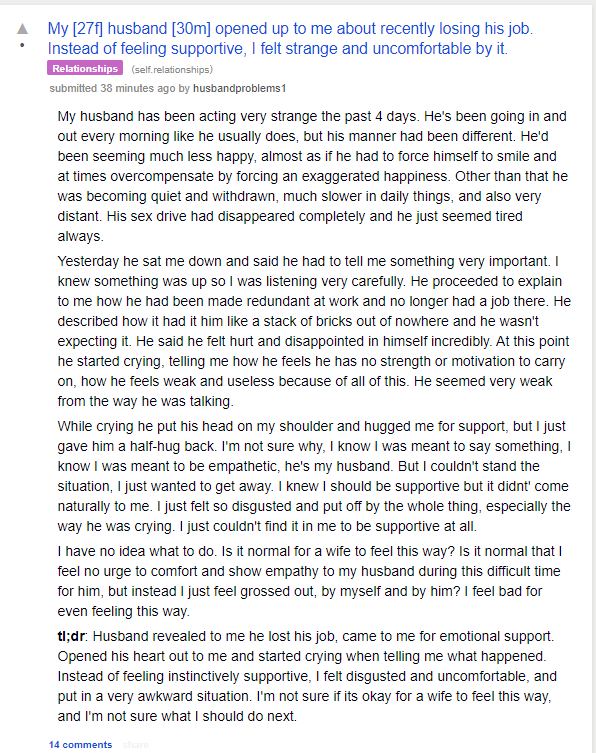 My [27f] husband [30m] opened up to me about recently losing his job.
Instead of feeling supportive, I felt strange and uncomfortable by it.
Relationships (self.relationships)
submitted 38 minutes ago by husbandproblems1
My husband has been acting very strange the past 4 days. He's been going in and
out every morning like he usually does, but his manner had been different. He'd
been seeming much less happy, almost as if he had to force himself to smile and
at times overcompensate by forcing an exaggerated happiness. Other than that he
was becoming quiet and withdrawn, much slower in daily things, and also very
distant. His sex drive had disappeared completely and he just seemed tired
always.
Yesterday he sat me down and said he had to tell me something very important. I
knew something was up so I was listening very carefully. He proceeded to explain
to me how he had been made redundant at work and no longer had a job there. He
described how it had it him like a stack of bricks out of nowhere and he wasn't
expecting it. He said he felt hurt and disappointed in himself incredibly. At this point
he started crying, telling me how he feels he has no strength or motivation to carry
on, how he feels weak and useless because of all of this. He seemed very weak
from the way he was talking.
While crying he put his head on my shoulder and hugged me for support, but I just
gave him a half-hug back. I'm not sure why, I know I was meant to say something, I
know I was meant to be empathetic, he's my husband. But I couldn't stand the
situation, I just wanted to get away. I knew I should be supportive but it didnt' come
naturally to me. I just felt so disgusted and put off by the whole thing, especially the
way he was crying. I just couldn't find it in me to be supportive at all.
I have no idea what to do. Is it normal for a wife to feel this way? Is it normal that I
feel no urge to comfort and show empathy to my husband during this difficult time
for him, but instead I just feel grossed out, by myself and by him? I feel bad for
even feeling this way.
tl;dr: Husband revealed to me he lost his job, came to me for emotional support.
Opened his heart out to me and started crying when telling me what happened.
Instead of feeling instinctively supportive, I felt disgusted and uncomfortable, and
put in a very awkward situation. I'm not sure if its okay for a wife to feel this way,
and I'm not sure what I should do next.
14 comments share